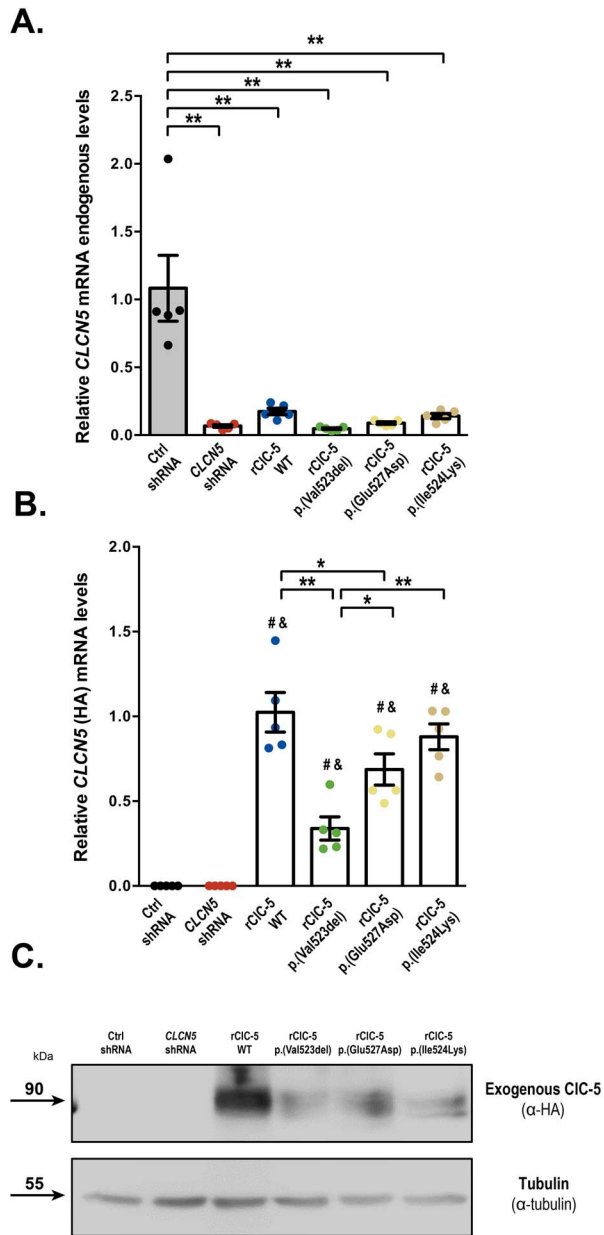 A.
**
**
**
**
**
2.5
2.0
1.5
1.0
0.5
0.0
Relative CLCN5 mRNA endogenous levels
Ctrl
shRNA
CLCN5
shRNA
rClC-5
WT
rClC-5
p.(Val523del)
rClC-5
p.(Glu527Asp)
rClC-5
p.(Ile524Lys)
B.
2.0
1.5
1.0
0.5
0.0
Relative CLCN5 (HA) mRNA levels
*
** **
*
# &
# &
# &
# &
Ctrl
shRNA
CLCN5
shRNA
rClC-5
WT
rClC-5
p.(Val523del)
rClC-5
p.(Glu527Asp)
rClC-5
p.(Ile524Lys)
C.
Ctrl
shRNA
CLCN5
shRNA
rClC-5
WT
rClC-5
p.(Val523del)
rClC-5
p.(Glu527Asp)
rClC-5
p.(Ile524Lys)
kDa
90
Exogenous ClC-5
(α-HA)
55
Tubulin
(α-tubulin)